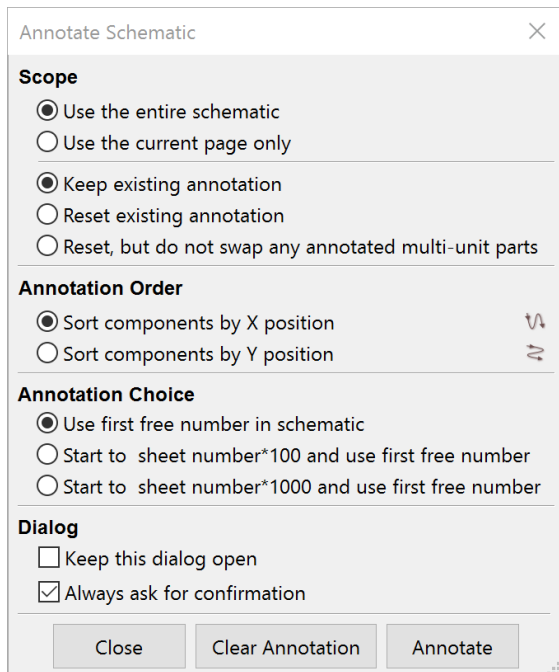 Annotate Schematic
Scope
Use the entire schematic
Use the current page only
Keep existing annotation
Reset existing annotation
Reset, but do not swap any annotated multi-unit parts
Annotation Order
Sort components by X position
Sort components by Y position
Annotation Choice
Use first free number in schematic
Start to  sheet number*100 and use first free number
Start to  sheet number*1000 and use first free number
Dialog
Keep this dialog open
Always ask for confirmation
Close Clear Annotation Annotate